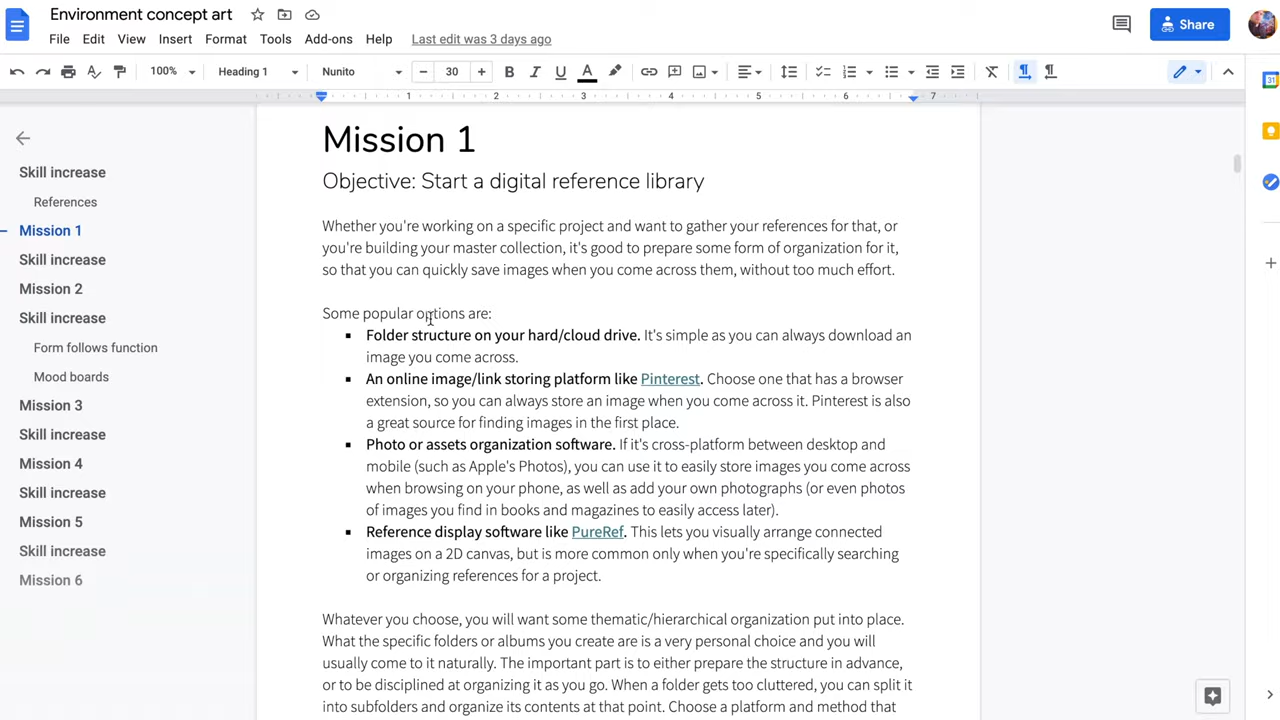 Environment concept art
File Edit View Insert Format Tools Add-ons Help Last edit was 3 days ago
Share
100% Heading 1 Nunito 30 B I U A
1 2 3 4 5 6 7
Skill increase
References
Mission 1
Skill increase
Mission 2
Skill increase
Form follows function
Mood boards
Mission 3
Skill increase
Mission 4
Skill increase
Mission 5
Skill increase
Mission 6
Mission 1
Objective: Start a digital reference library
Whether you're working on a specific project and want to gather your references for that, or
you're building your master collection, it's good to prepare some form of organization for it,
so that you can quickly save images when you come across them, without too much effort.
Some popular options are:
Folder structure on your hard/cloud drive. It's simple as you can always download an
image you come across.
An online image/link storing platform like Pinterest. Choose one that has a browser
extension, so you can always store an image when you come across it. Pinterest is also
a great source for finding images in the first place.
Photo or assets organization software. If it's cross-platform between desktop and
mobile (such as Apple's Photos), you can use it to easily store images you come across
when browsing on your phone, as well as add your own photographs (or even photos
of images you find in books and magazines to easily access later).
Reference display software like PureRef. This lets you visually arrange connected
images on a 2D canvas, but is more common only when you're specifically searching
or organizing references for a project.
Whatever you choose, you will want some thematic/hierarchical organization put into place.
What the specific folders or albums you create are is a very personal choice and you will
usually come to it naturally. The important part is to either prepare the structure in advance,
or to be disciplined at organizing it as you go. When a folder gets too cluttered, you can split it
into subfolders and organize its contents at that point. Choose a platform and method that
31